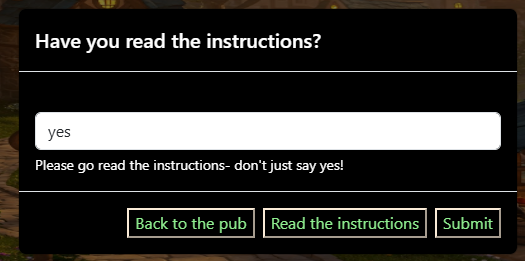 Have you read the instructions?
yes
Please go read the instructions- don't just say yes!
Back to the pub Read the instructions Submit